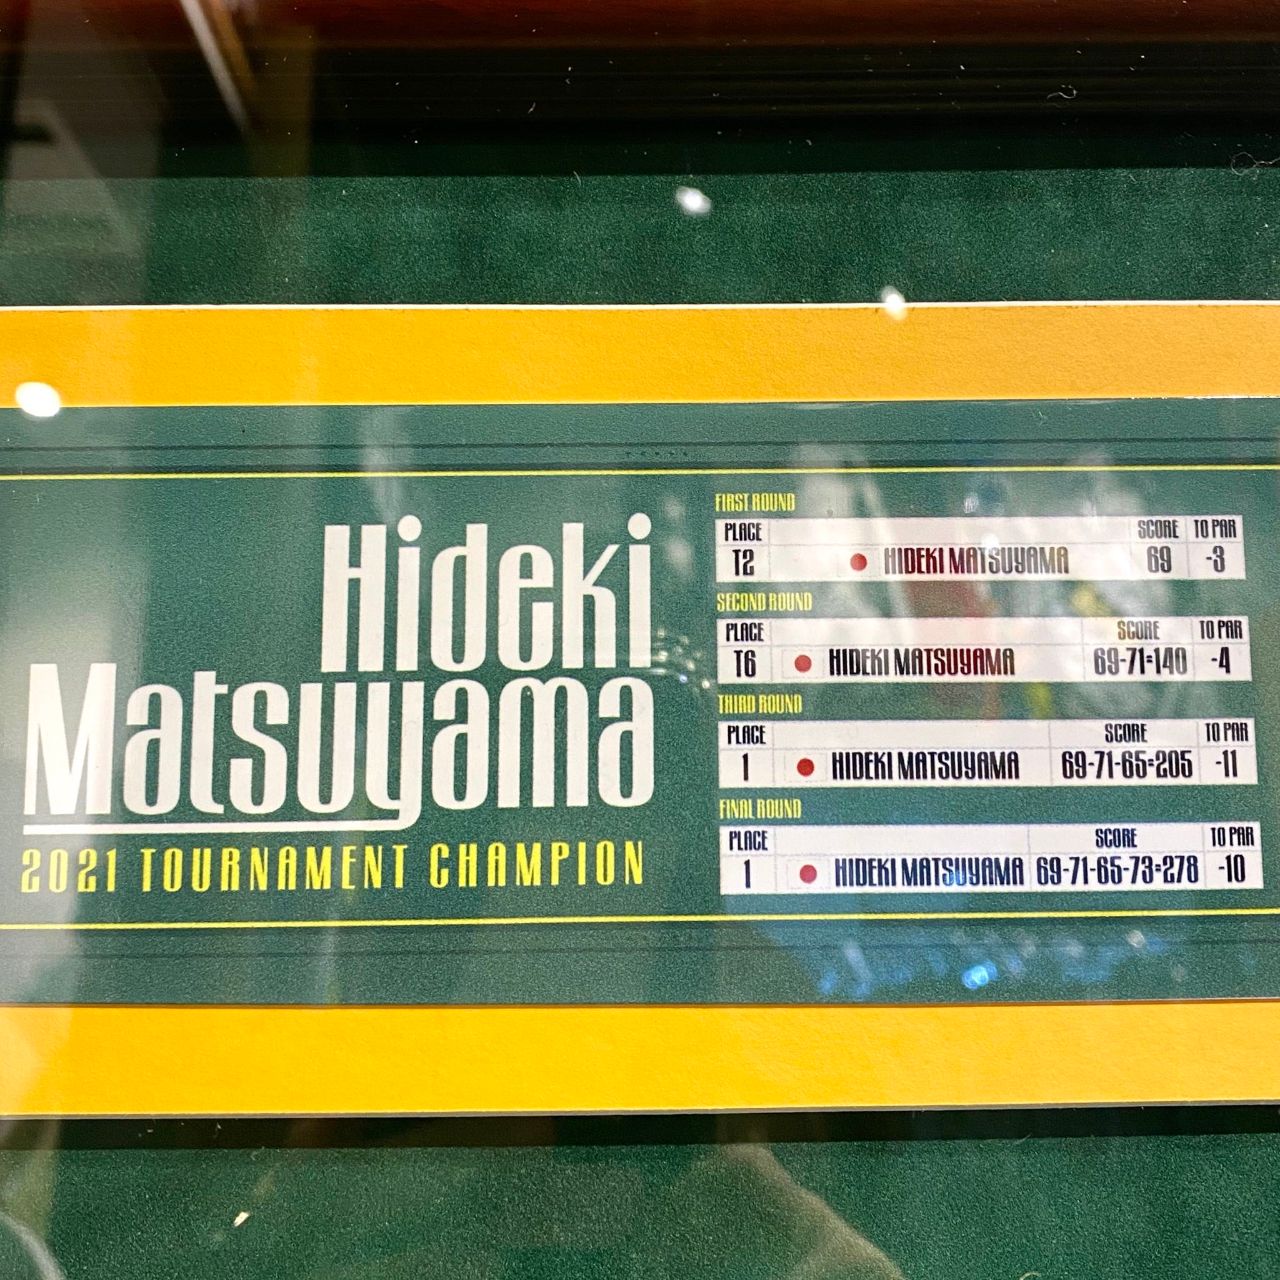 Hideki
Matsuyama
2021 TOURNAMENT CHAMPION
FIRST ROUND
PLACE SCORE TO PAR
T2 HIDEKI MATSUYAMA 69 -3
SECOND ROUND
PLACE SCORE TO PAR
T6 HIDEKI MATSUYAMA 69-71=140 -4
THIRD ROUND
PLACE SCORE TO PAR
1 HIDEKI MATSUYAMA 69-71-65=205 -11
FINAL ROUND
PLACE SCORE TO PAR
1 HIDEKI MATSUYAMA 69-71-65-73=278 -10